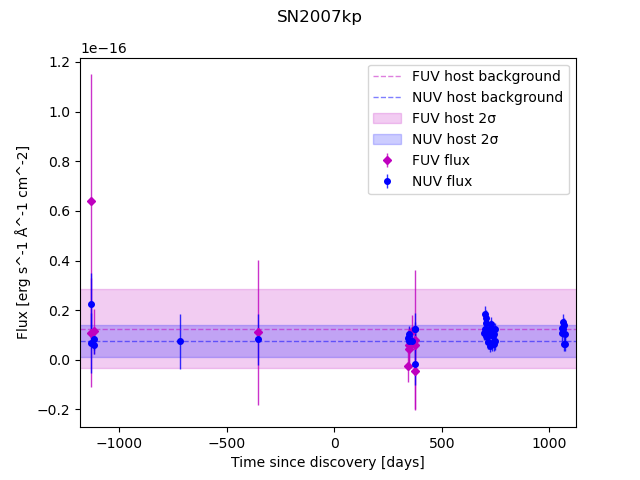 SN2007kp
1e−16
1.2
1.0
0.8
0.6
0.4
0.2
0.0
−0.2
Flux [erg s^-1 Å^-1 cm^-2]
FUV host background
NUV host background
FUV host 2σ
NUV host 2σ
FUV flux
NUV flux
−1000 −500 0 500 1000
Time since discovery [days]